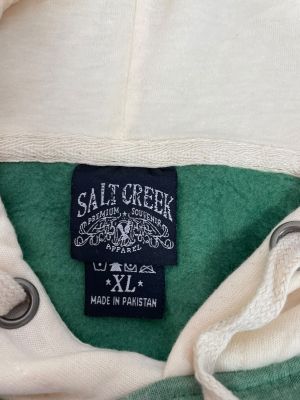 SALT CREEK
PREMIUM SOUVENIR
APPAREL
★ XL ★
MADE IN PAKISTAN